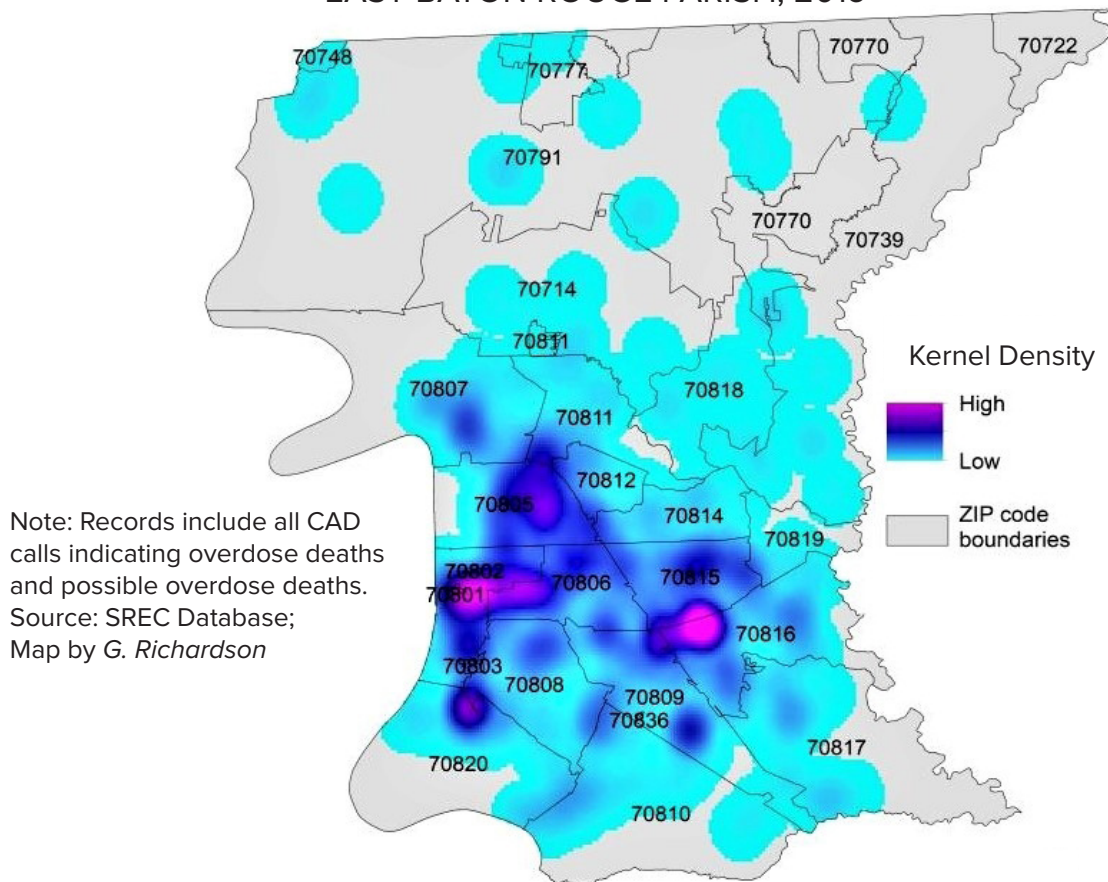 EAST BATON ROUGE PARISH,
70748
70777
70770
70722
70791
70770
70739
70714
70811
70807
70818
70811
Kernel Density
High
Low
ZIP code
boundaries
70812
70805
70814
70819
70802
70801
70806
70815
70816
70803
70808
70809
70836
70817
70820
70810
Note: Records include all CAD
calls indicating overdose deaths
and possible overdose deaths.
Source: SREC Database;
Map by G. Richardson